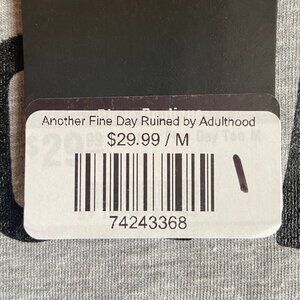 Another Fine Day Ruined by Adulthood
$29.99 / M
74243368